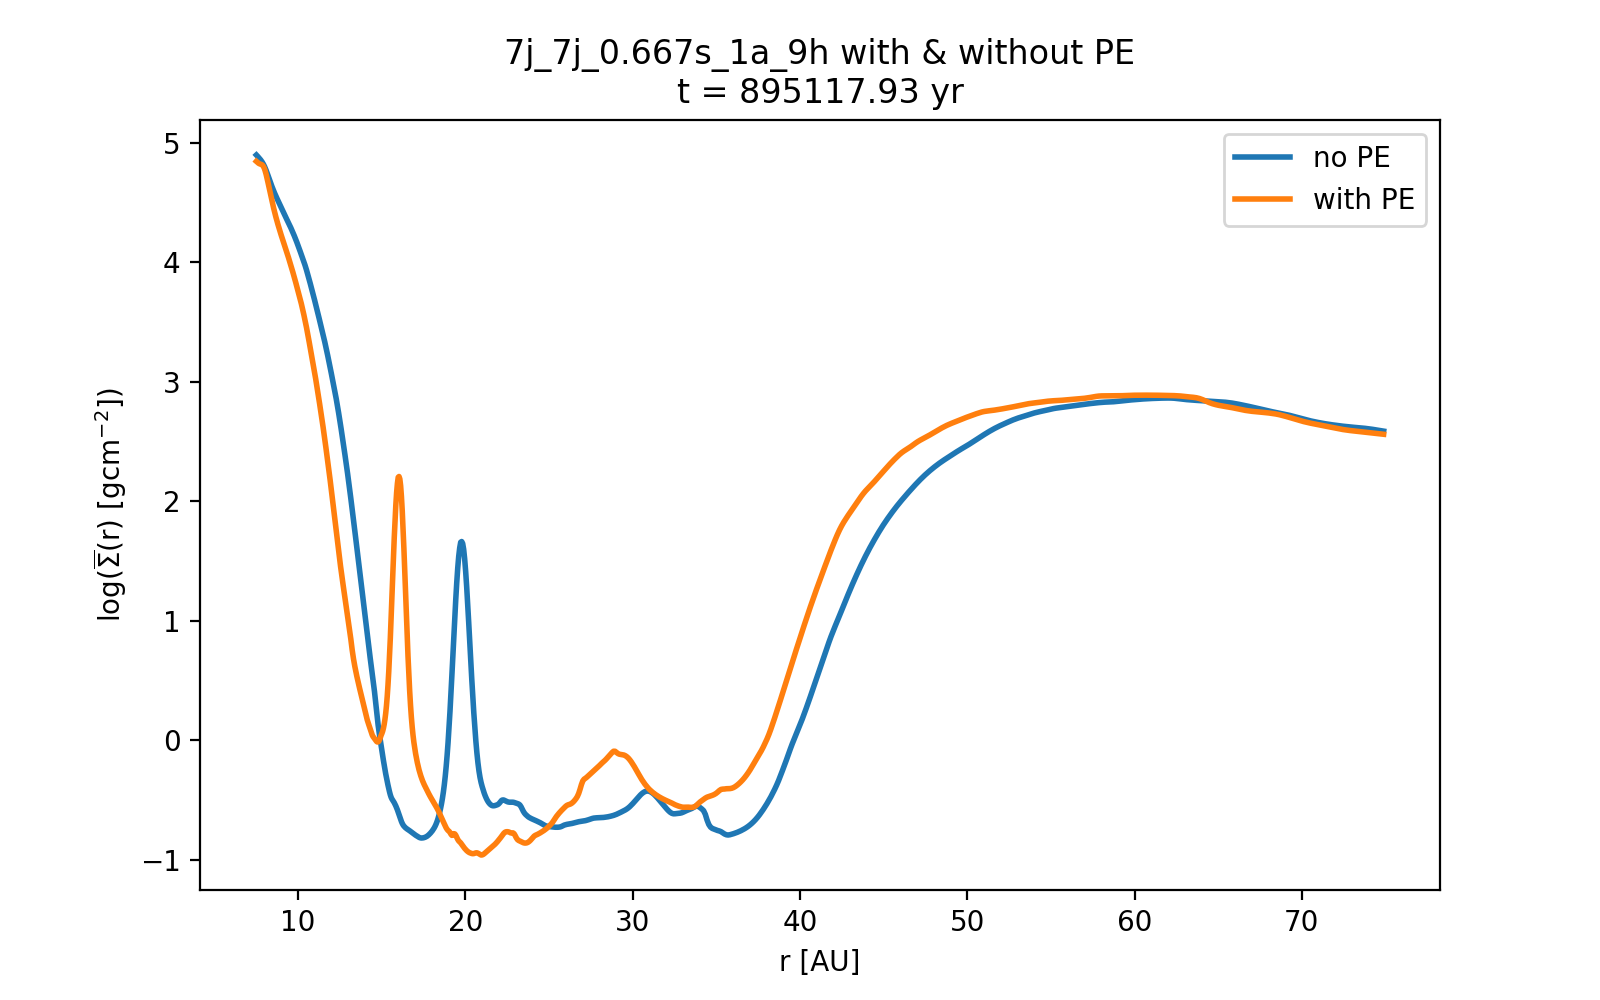 7j_7j_0.667s_1a_9h with & without PE
t = 895117.93 yr
no PE
with PE
5
4
3
2
1
0
−1
log(Σ̅(r) [gcm⁻²])
10 20 30 40 50 60 70
r [AU]